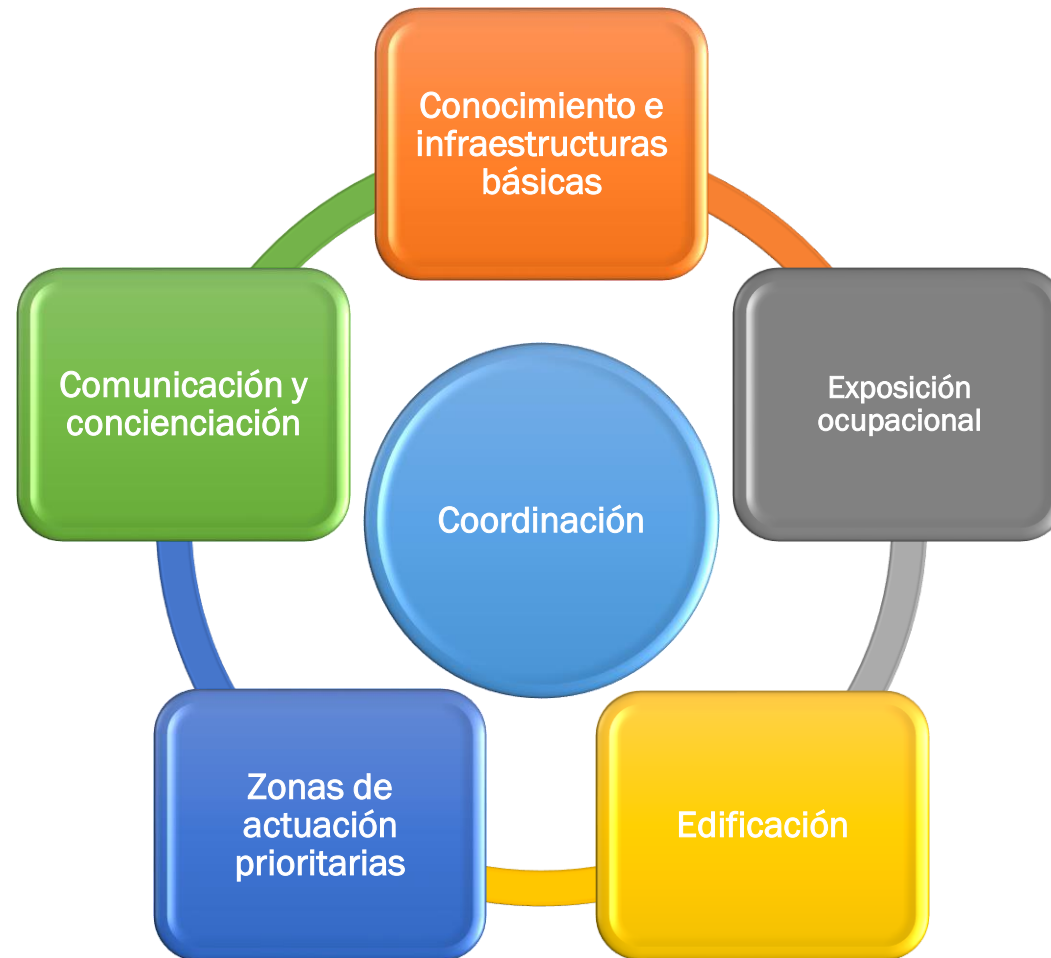 Conocimiento e
infraestructuras
básicas
Comunicación y
concienciación
Exposición
ocupacional
Coordinación
Zonas de
actuación
prioritarias
Edificación